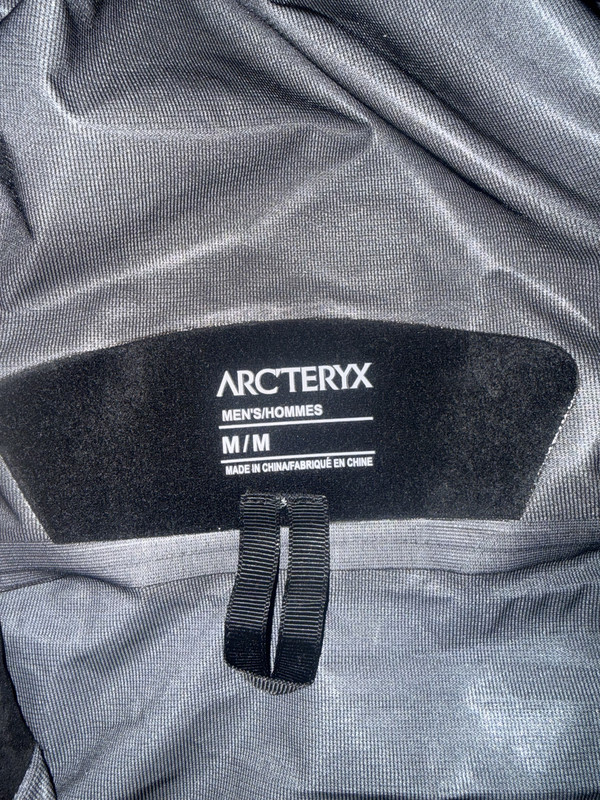 ARC'TERYX
MEN'S/HOMMES
M/M
MADE IN CHINA/FABRIQUÉ EN CHINE